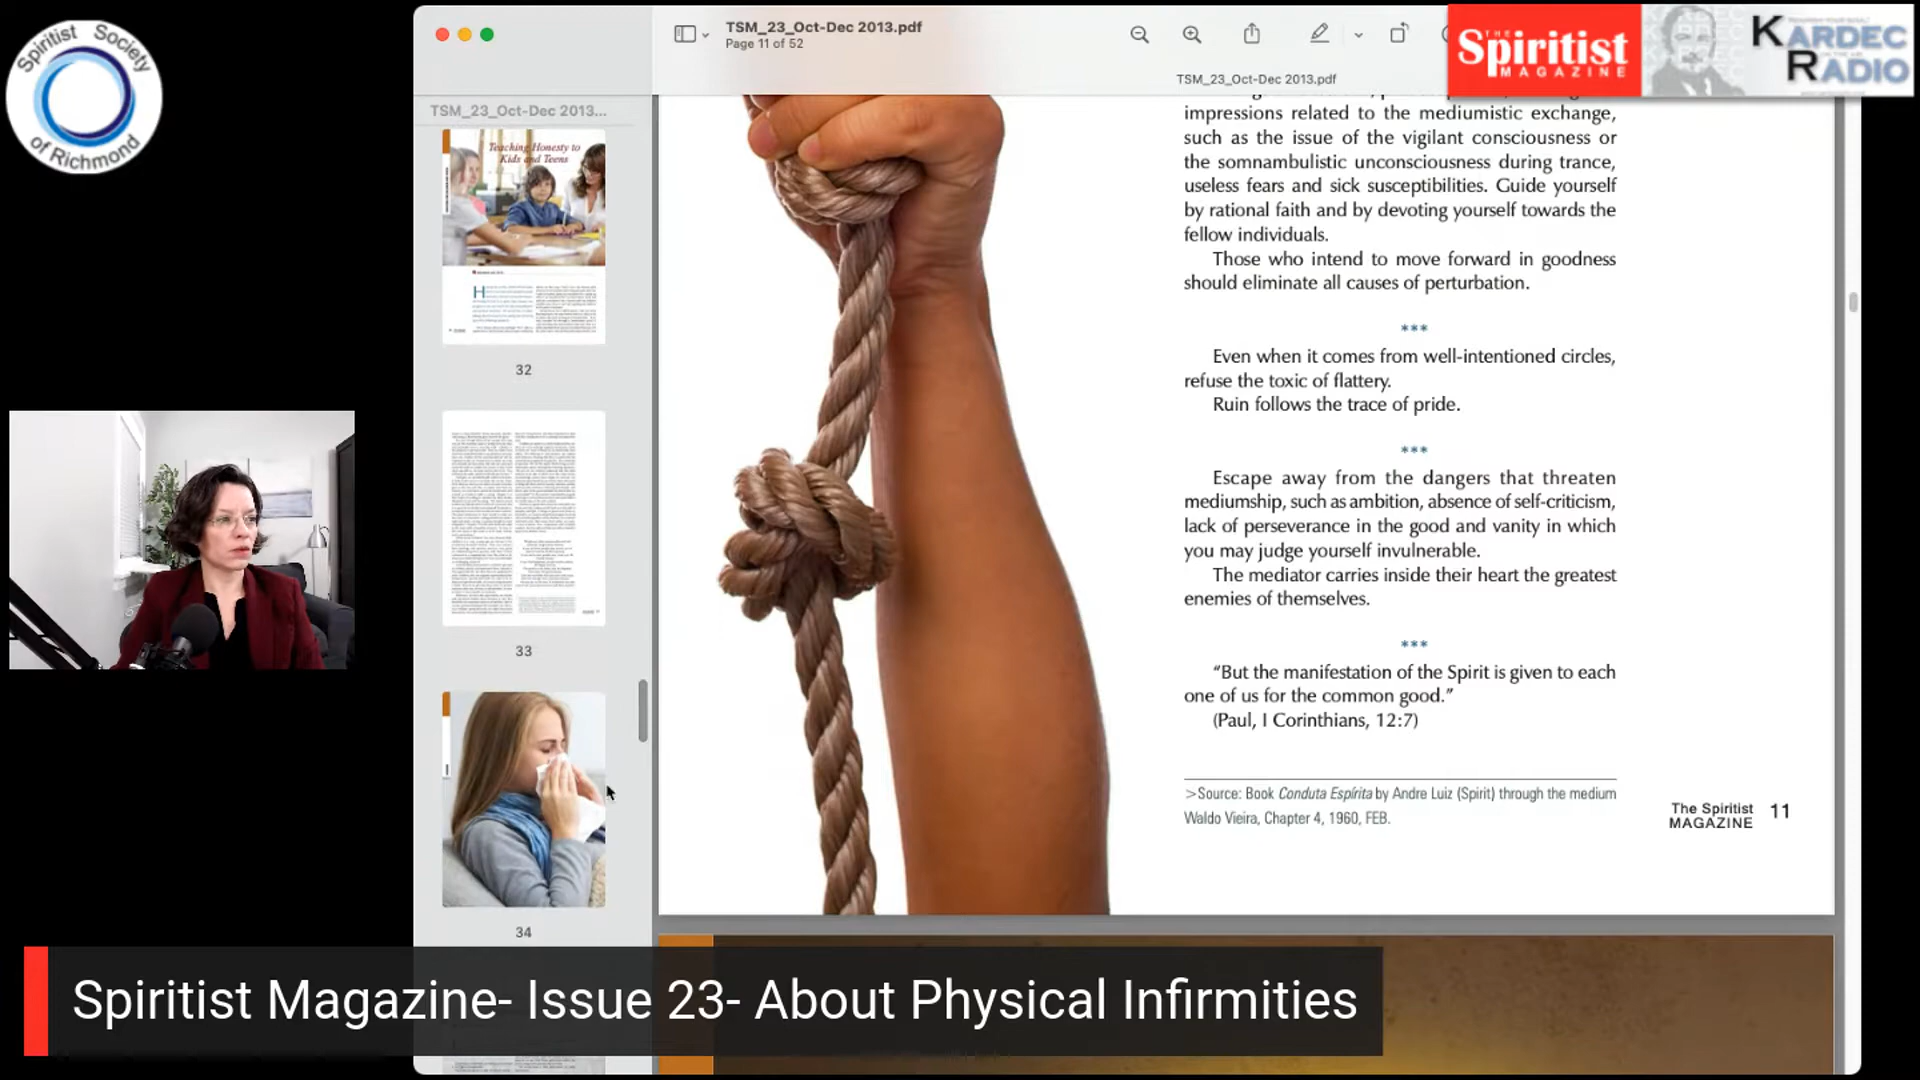 Spiritist Society
of Richmond
TSM_23_Oct-Dec 2013.pdf
Page 11 of 52
TSM_23_Oct-Dec 2013.pdf
THE
Spiritist
MAGAZINE
KARDEC
RADIO
TSM_23_Oct-Dec 2013...
Teaching Honesty to
Kids and Teens
32
33
34
impressions related to the mediumistic exchange,
such as the issue of the vigilant consciousness or
the somnambulistic unconsciousness during trance,
useless fears and sick susceptibilities. Guide yourself
by rational faith and by devoting yourself towards the
fellow individuals.
Those who intend to move forward in goodness
should eliminate all causes of perturbation.
***
Even when it comes from well-intentioned circles,
refuse the toxic of flattery.
Ruin follows the trace of pride.
***
Escape away from the dangers that threaten
mediumship, such as ambition, absence of self-criticism,
lack of perseverance in the good and vanity in which
you may judge yourself invulnerable.
The mediator carries inside their heart the greatest
enemies of themselves.
***
“But the manifestation of the Spirit is given to each
one of us for the common good.”
(Paul, I Corinthians, 12:7)
>Source: Book Conduta Espírita by Andre Luiz (Spirit) through the medium
Waldo Vieira, Chapter 4, 1960, FEB.
The Spiritist
MAGAZINE 11
Spiritist Magazine- Issue 23- About Physical Infirmities